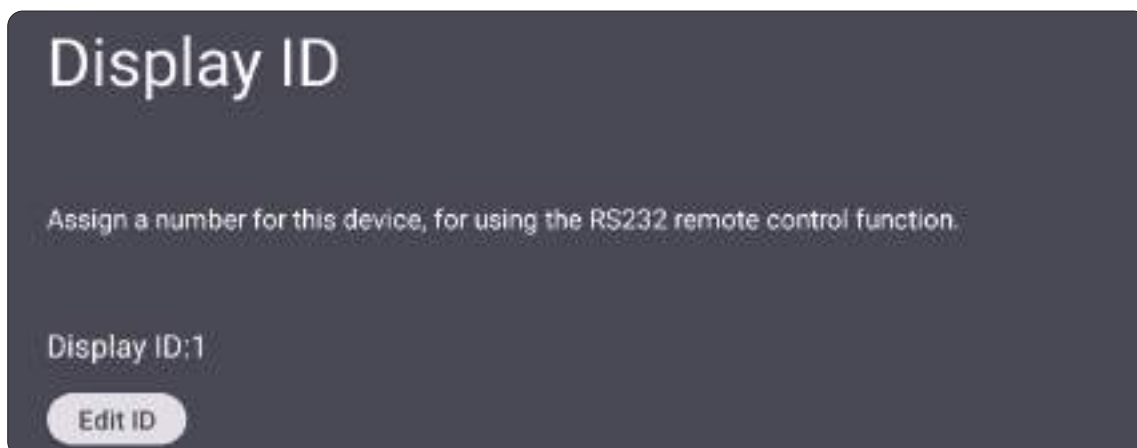 Display ID
Assign a number for this device, for using the RS232 remote control function.
Display ID:1
Edit ID